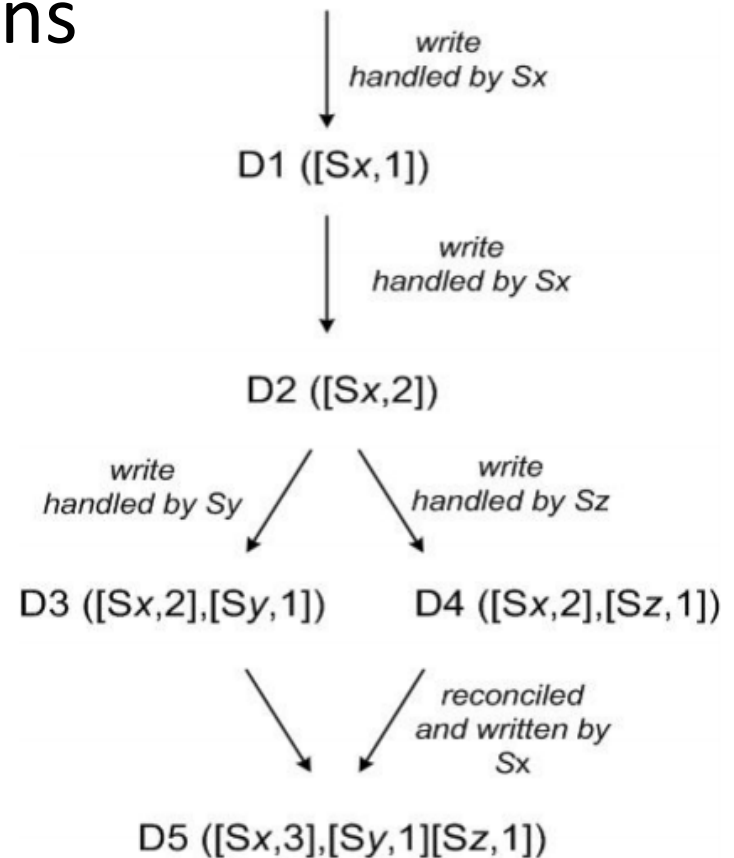 ns
write
handled by Sx
D1 ([Sx,1])
write
handled by Sx
D2 ([Sx,2])
write
handled by Sy
write
handled by Sz
D3 ([Sx,2],[Sy,1])
D4 ([Sx,2],[Sz,1])
reconciled
and written by
Sx
D5 ([Sx,3],[Sy,1][Sz,1])